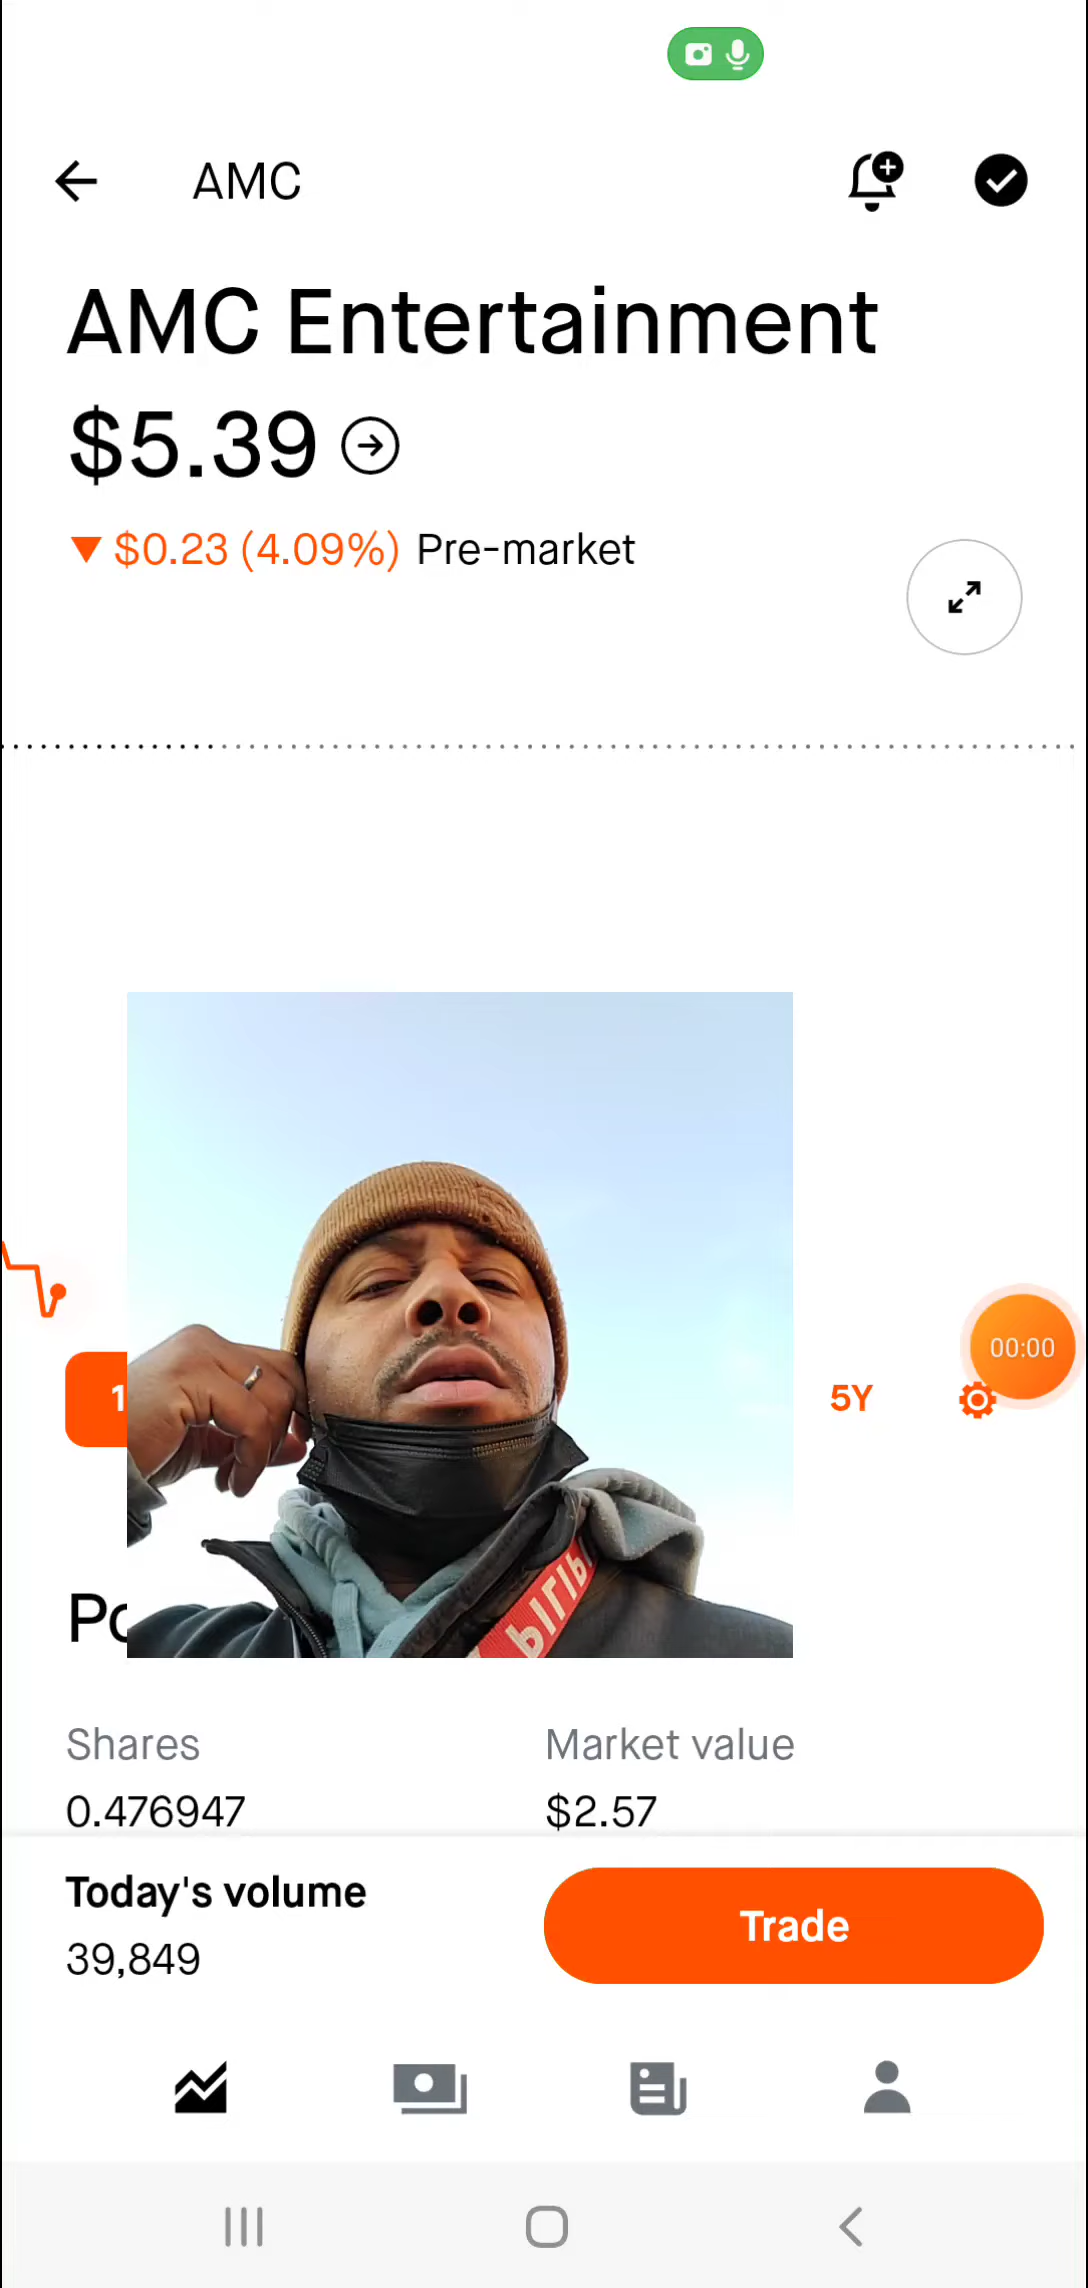 AMC
AMC Entertainment
$5.39
$0.23 (4.09%) Pre-market
00:00
5Y
Shares
Market value
0.476947
$2.57
Today's volume
39,849
Trade